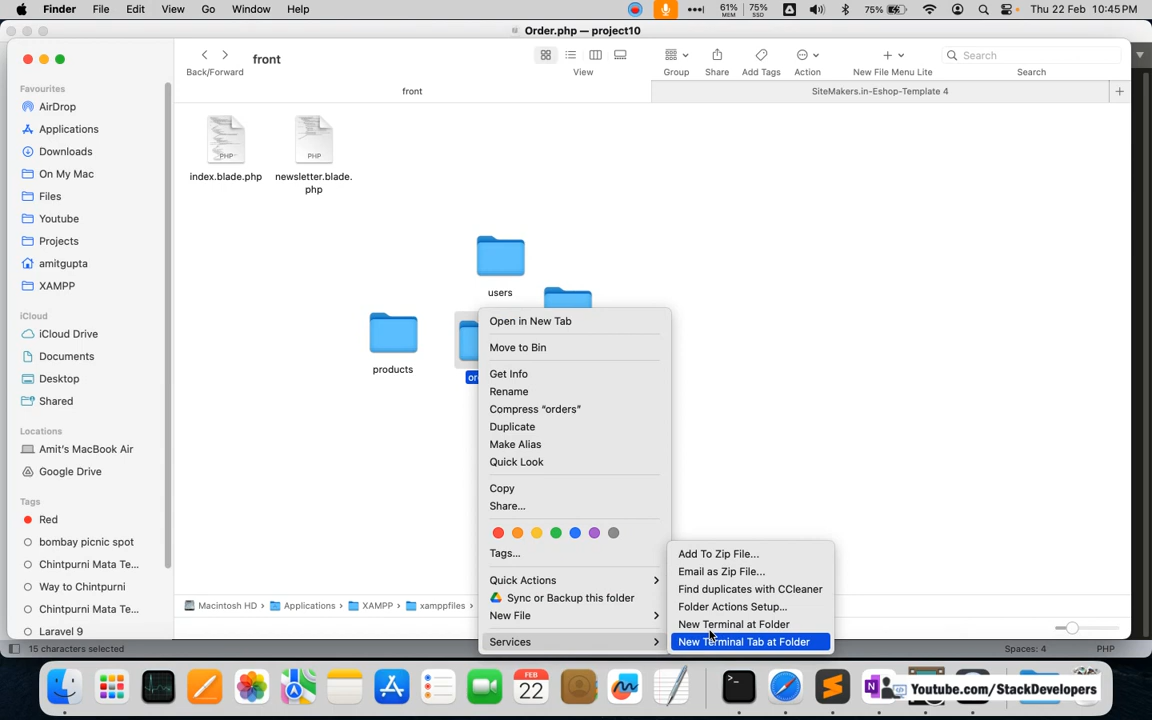 Finder File Edit View Go Window Help
61% MEM 75% SSD 75% Thu 22 Feb 10:45 PM
Order.php — project10
Back/Forward
front
View
Group
Share
Add Tags
Action
New File Menu Lite
Search
Search
front
SiteMakers.in-Eshop-Template 4
Favourites
AirDrop
Applications
Downloads
On My Mac
Files
Youtube
Projects
amitgupta
XAMPP
iCloud
iCloud Drive
Documents
Desktop
Shared
Locations
Amit's MacBook Air
Google Drive
Tags
Red
bombay picnic spot
Chintpurni Mata Te...
Way to Chintpurni
Chintpurni Mata Te...
Laravel 9
PHP
index.blade.php
PHP
newsletter.blade.
php
users
products
Open in New Tab
Move to Bin
Get Info
Rename
Compress "orders"
Duplicate
Make Alias
Quick Look
Copy
Share...
Tags...
Quick Actions
Sync or Backup this folder
New File
Services
Add To Zip File...
Email as Zip File...
Find duplicates with CCleaner
Folder Actions Setup...
New Terminal at Folder
New Terminal Tab at Folder
Macintosh HD › Applications › XAMPP › xamppfiles ›
15 characters selected
Spaces: 4
PHP
FEB
22
Youtube.com/StackDevelopers